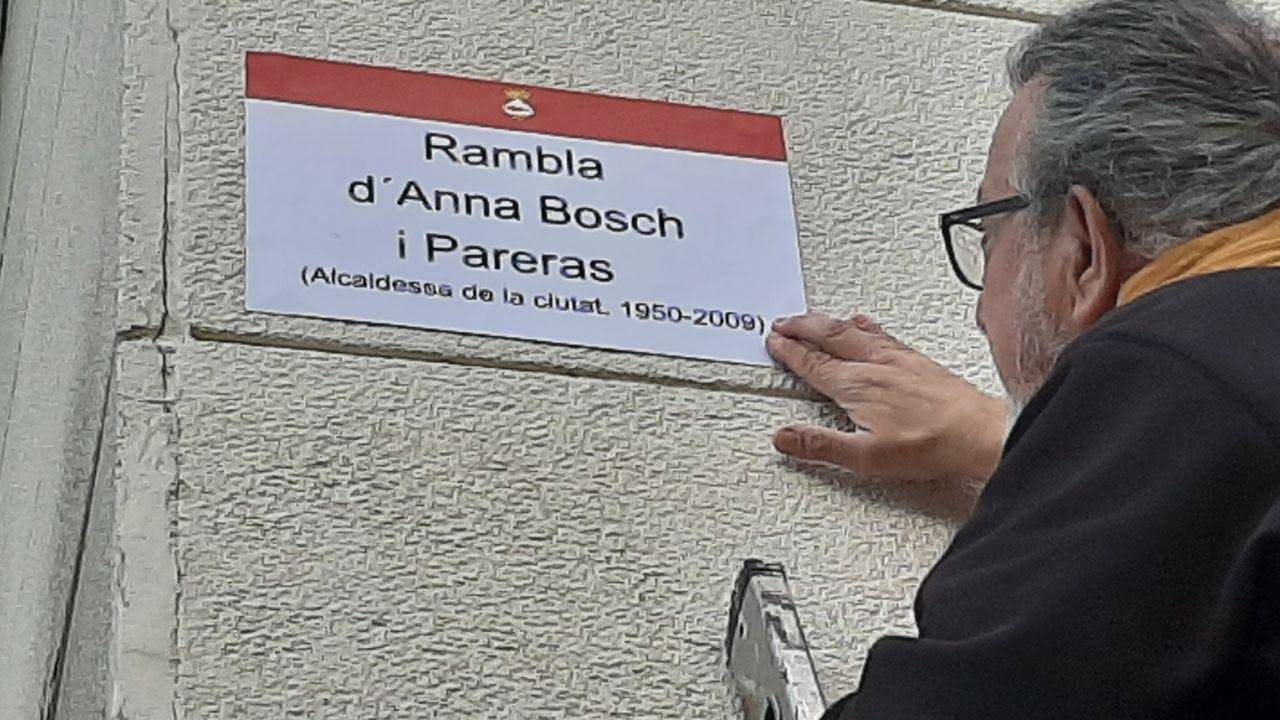 Rambla
d´Anna Bosch
i Pareras
(Alcaldessa de la ciutat. 1950-2009)